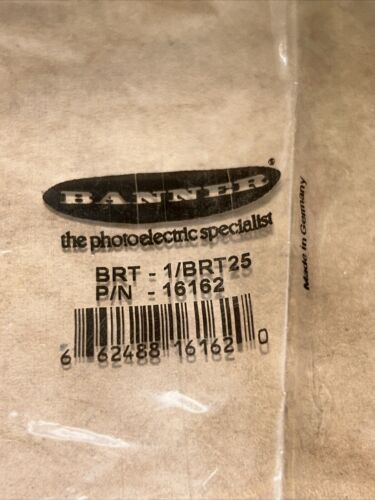 BANNER®
the photoelectric specialist
BRT - 1/BRT25
P/N - 16162
6 62488 16162 0
Made in Germany